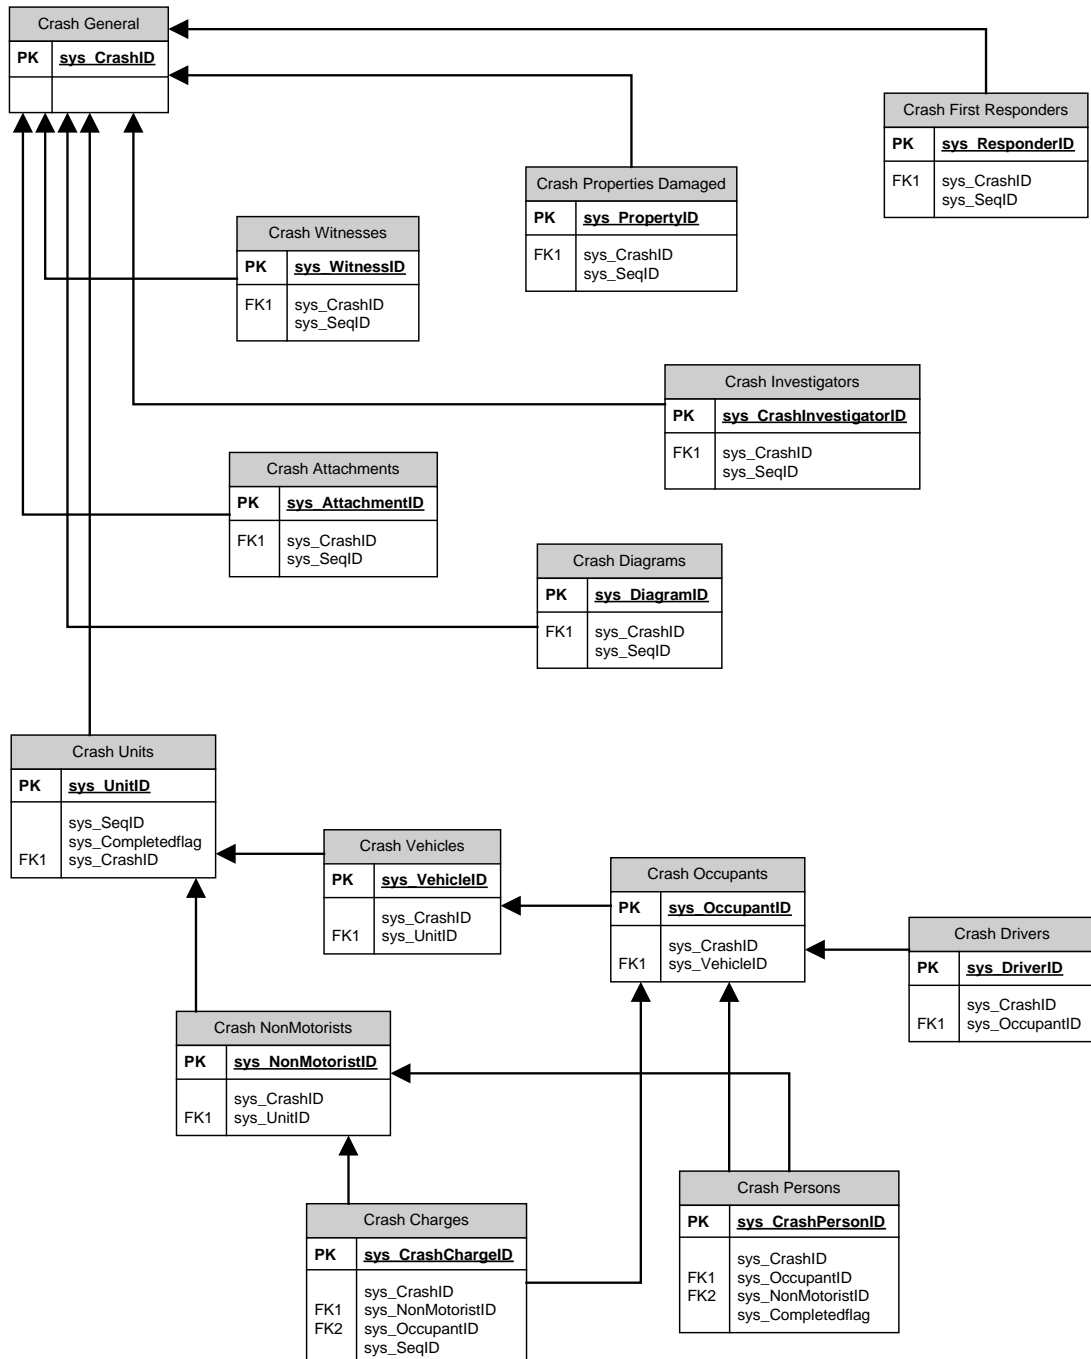 Crash General
PK sys_CrashID
Crash First Responders
PK sys_ResponderID
FK1 sys_CrashID
sys_SeqID
Crash Properties Damaged
PK sys_PropertyID
FK1 sys_CrashID
sys_SeqID
Crash Witnesses
PK sys_WitnessID
FK1 sys_CrashID
sys_SeqID
Crash Investigators
PK sys_CrashInvestigatorID
FK1 sys_CrashID
sys_SeqID
Crash Attachments
PK sys_AttachmentID
FK1 sys_CrashID
sys_SeqID
Crash Diagrams
PK sys_DiagramID
FK1 sys_CrashID
sys_SeqID
Crash Units
PK sys_UnitID
sys_SeqID
sys_Completedflag
FK1 sys_CrashID
Crash Vehicles
PK sys_VehicleID
sys_CrashID
FK1 sys_UnitID
Crash Occupants
PK sys_OccupantID
sys_CrashID
FK1 sys_VehicleID
Crash Drivers
PK sys_DriverID
sys_CrashID
FK1 sys_OccupantID
Crash NonMotorists
PK sys_NonMotoristID
sys_CrashID
FK1 sys_UnitID
Crash Persons
PK sys_CrashPersonID
sys_CrashID
FK1 sys_OccupantID
FK2 sys_NonMotoristID
sys_Completedflag
Crash Charges
PK sys_CrashChargeID
sys_CrashID
FK1 sys_NonMotoristID
FK2 sys_OccupantID
sys_SeqID